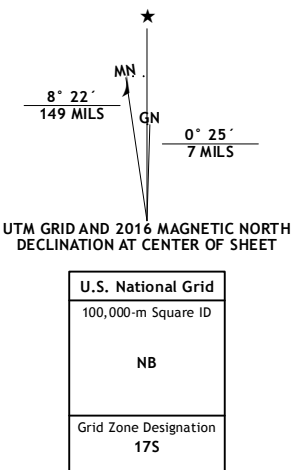 MN
GN
8° 22´
149 MILS
0° 25´
7 MILS
UTM GRID AND 2016 MAGNETIC NORTH
DECLINATION AT CENTER OF SHEET
U.S. National Grid
100,000-m Square ID
NB
Grid Zone Designation
17S